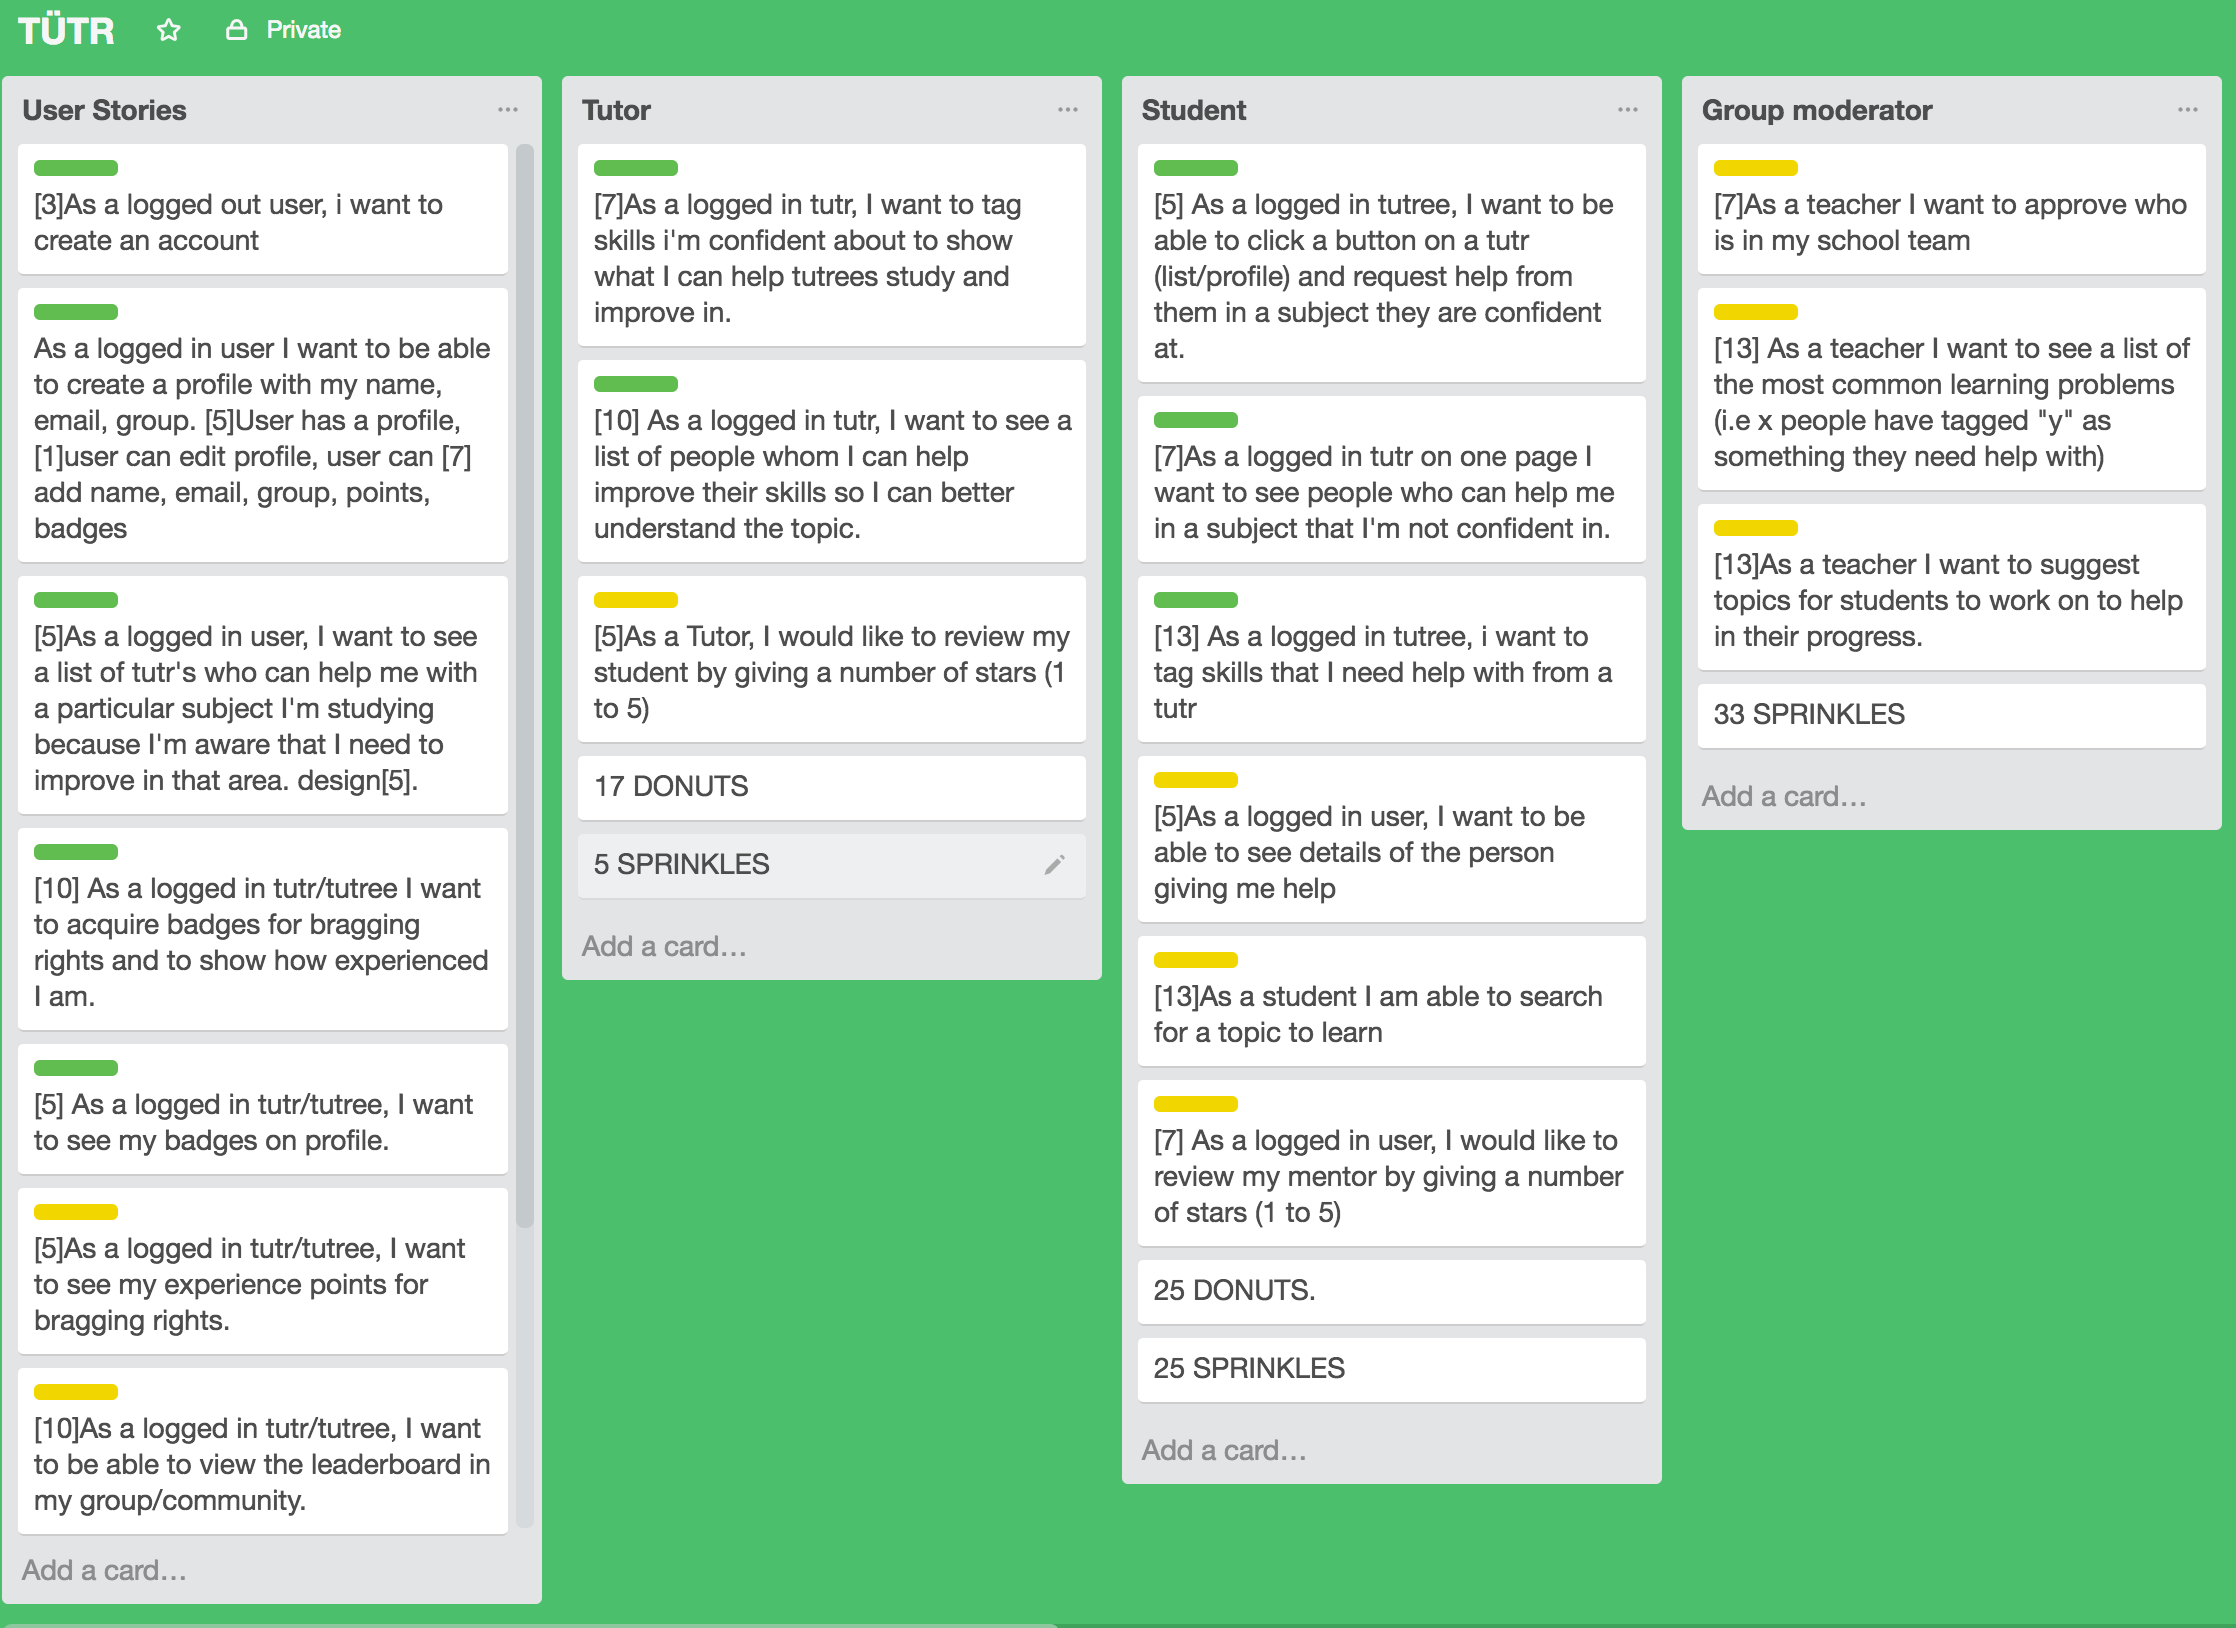 TÜTR
Private
User Stories
[3]As a logged out user, i want to
create an account
As a logged in user I want to be able
to create a profile with my name,
email, group. [5]User has a profile,
[1]user can edit profile, user can [7]
add name, email, group, points,
badges
[5]As a logged in user, I want to see
a list of tutr's who can help me with
a particular subject I'm studying
because I'm aware that I need to
improve in that area. design[5].
[10] As a logged in tutr/tutree I want
to acquire badges for bragging
rights and to show how experienced
I am.
[5] As a logged in tutr/tutree, I want
to see my badges on profile.
[5]As a logged in tutr/tutree, I want
to see my experience points for
bragging rights.
[10]As a logged in tutr/tutree, I want
to be able to view the leaderboard in
my group/community.
Add a card…
Tutor
[7]As a logged in tutr, I want to tag
skills i'm confident about to show
what I can help tutrees study and
improve in.
[10] As a logged in tutr, I want to see a
list of people whom I can help
improve their skills so I can better
understand the topic.
[5]As a Tutor, I would like to review my
student by giving a number of stars (1
to 5)
17 DONUTS
5 SPRINKLES
Add a card…
Student
[5] As a logged in tutree, I want to be
able to click a button on a tutr
(list/profile) and request help from
them in a subject they are confident
at.
[7]As a logged in tutr on one page I
want to see people who can help me
in a subject that I'm not confident in.
[13] As a logged in tutree, i want to
tag skills that I need help with from a
tutr
[5]As a logged in user, I want to be
able to see details of the person
giving me help
[13]As a student I am able to search
for a topic to learn
[7] As a logged in user, I would like to
review my mentor by giving a number
of stars (1 to 5)
25 DONUTS.
25 SPRINKLES
Add a card…
Group moderator
[7]As a teacher I want to approve who
is in my school team
[13] As a teacher I want to see a list of
the most common learning problems
(i.e x people have tagged "y" as
something they need help with)
[13]As a teacher I want to suggest
topics for students to work on to help
in their progress.
33 SPRINKLES
Add a card…